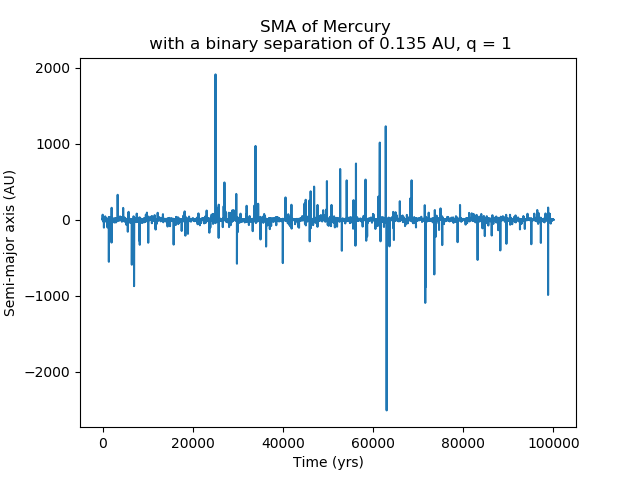 SMA of Mercury
with a binary separation of 0.135 AU, q = 1
Semi-major axis (AU)
2000
1000
0
−1000
−2000
0 20000 40000 60000 80000 100000
Time (yrs)